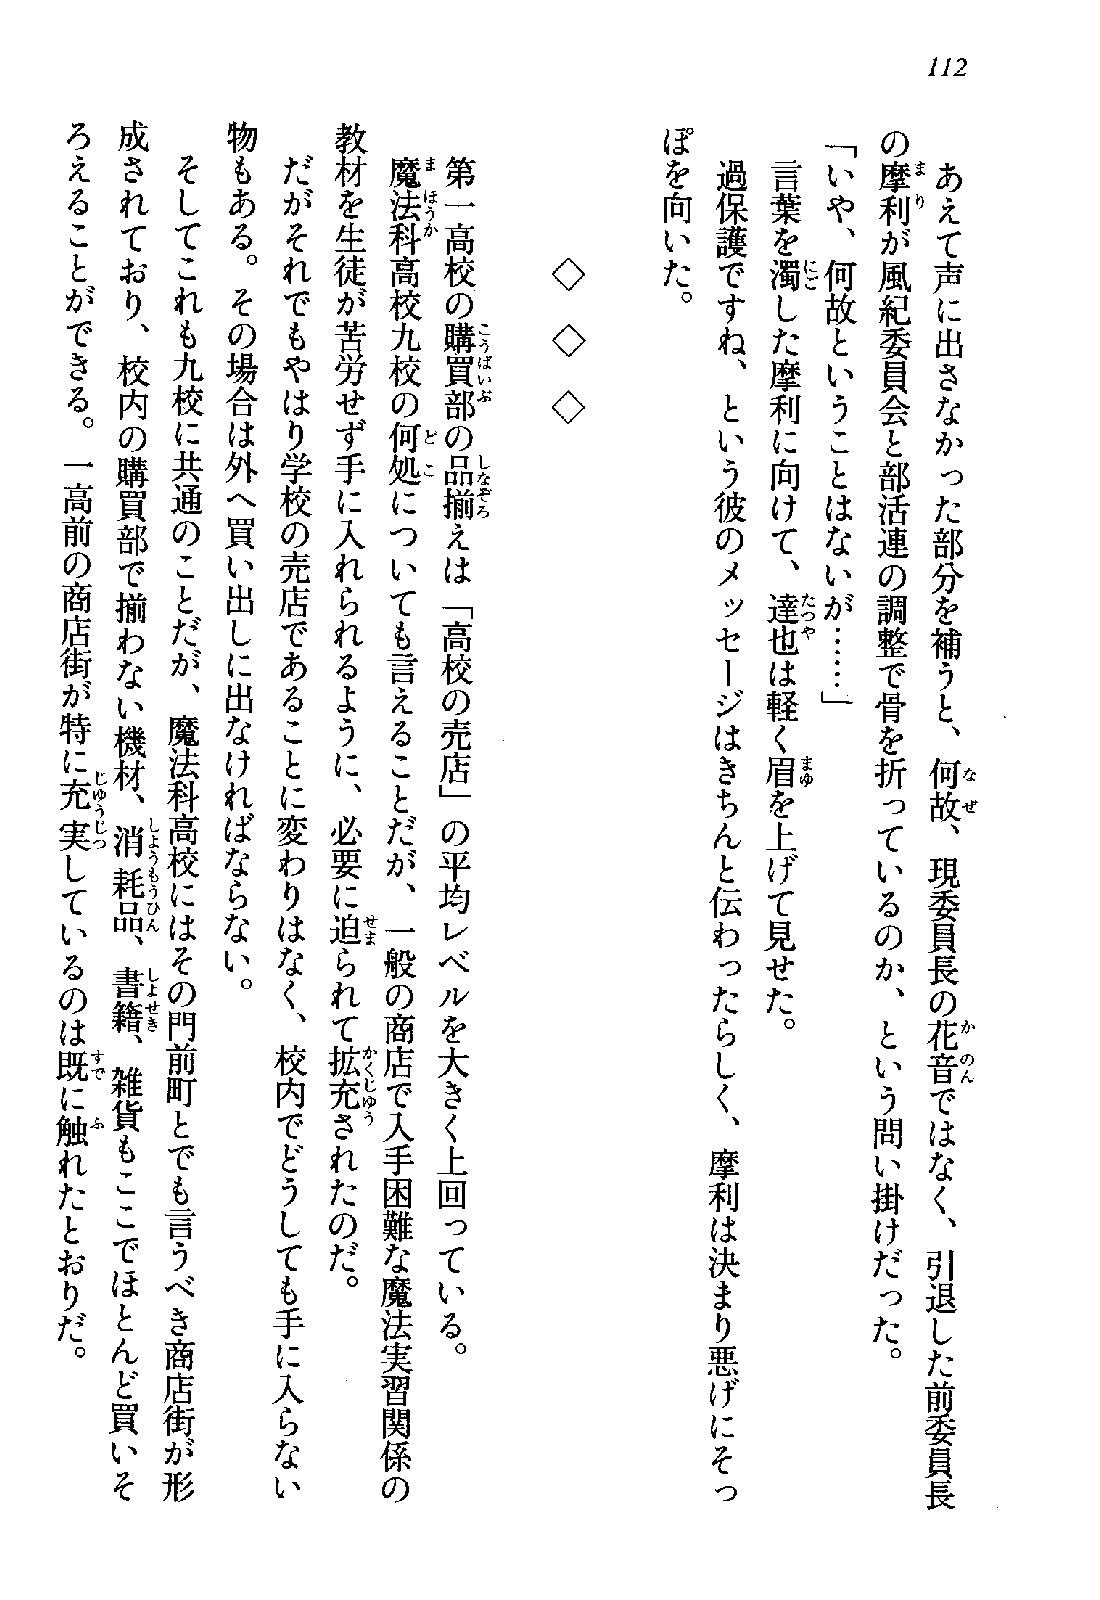 112
　あえて声に出さなかった部分を補うと、何故、現委員長の花音ではなく、引退した前委員長
の摩利が風紀委員会と部活連の調整で骨を折っているのか、という問い掛けだった。
「いや、何故ということはないが……」
　言葉を濁した摩利に向けて、達也は軽く眉を上げて見せた。
　過保護ですね、という彼のメッセージはきちんと伝わったらしく、摩利は決まり悪げにそっ
ぽを向いた。
◇　◇　◇
　第一高校の購買部の品揃えは「高校の売店」の平均レベルを大きく上回っている。
　魔法科高校九校の何処についても言えることだが、一般の商店で入手困難な魔法実習関係の
教材を生徒が苦労せず手に入れられるように、必要に迫られて拡充されたのだ。
　だがそれでもやはり学校の売店であることに変わりはなく、校内でどうしても手に入らない
物もある。その場合は外へ買い出しに出なければならない。
　そしてこれも九校に共通のことだが、魔法科高校にはその門前町とでも言うべき商店街が形
成されており、校内の購買部で揃わない機材、消耗品、書籍、雑貨もここでほとんど買いそ
ろえることができる。一高前の商店街が特に充実しているのは既に触れたとおりだ。